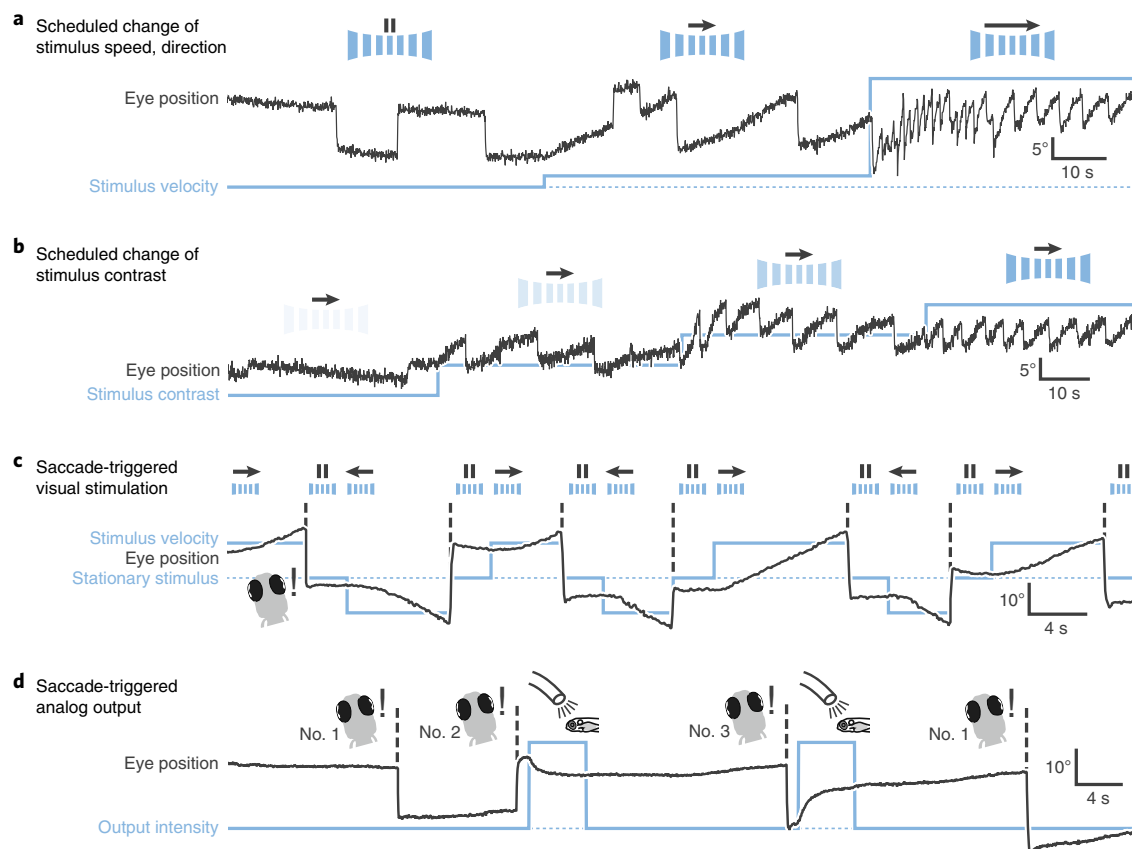 a
Scheduled change of
stimulus speed, direction
Eye position
Stimulus velocity
5°
10 s
b
Scheduled change of
stimulus contrast
Eye position
Stimulus contrast
5°
10 s
c
Saccade-triggered
visual stimulation
Stimulus velocity
Eye position
Stationary stimulus
!
10°
4 s
d
Saccade-triggered
analog output
No. 1
!
No. 2
!
No. 3
!
No. 1
!
Eye position
Output intensity
10°
4 s